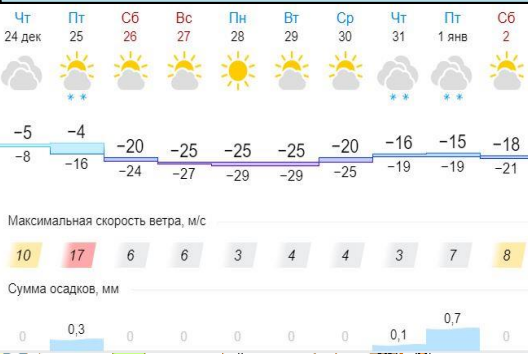 Чт Пт Сб Вс Пн Вт Ср Чт Пт Сб
24 дек 25 26 27 28 29 30 31 1 янв 2
−5 −4 −20 −25 −25 −25 −20 −16 −15 −18
−8 −16 −24 −27 −29 −29 −25 −19 −19 −21
Максимальная скорость ветра, м/с
10 17 6 6 3 4 4 3 7 8
Сумма осадков, мм
0 0,3 0 0 0 0 0 0,1 0,7 0